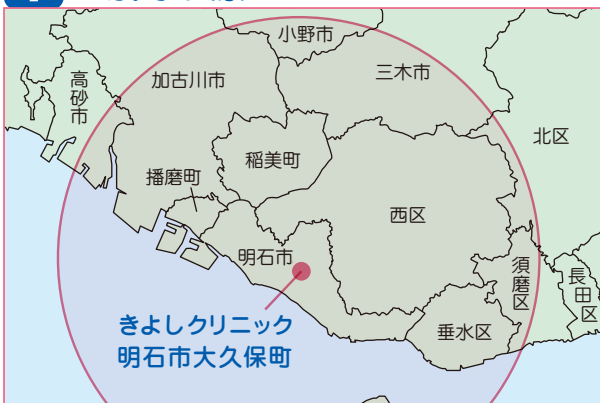 小野市
加古川市
三木市
高砂市
北区
稲美町
播磨町
西区
明石市
須磨区
長田区
垂水区
きよしクリニック
明石市大久保町